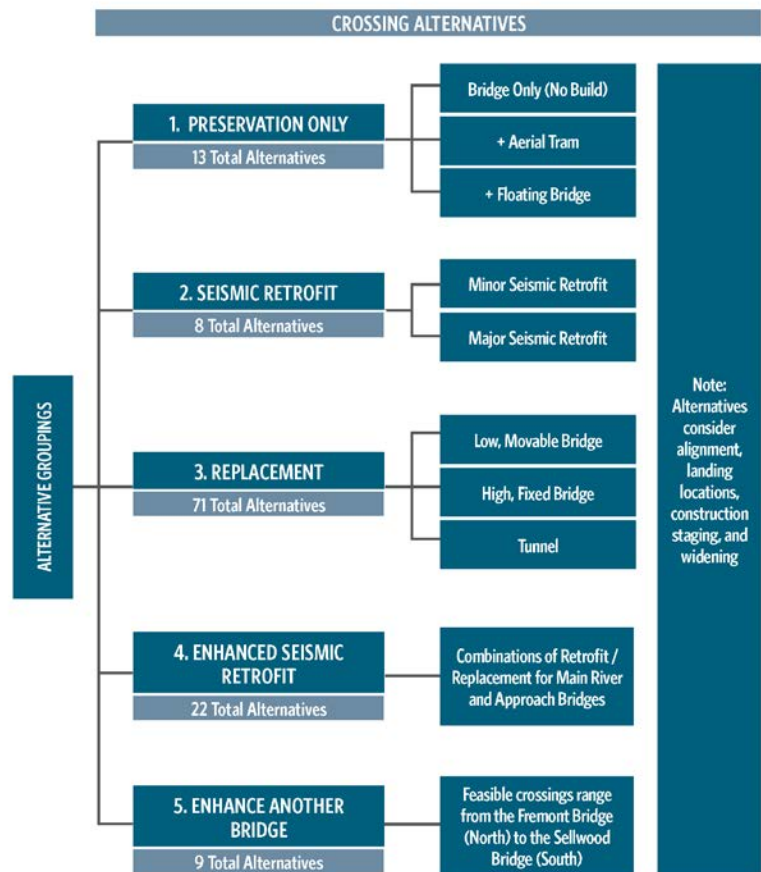 CROSSING ALTERNATIVES
ALTERNATIVE GROUPINGS
1. PRESERVATION ONLY
13 Total Alternatives
Bridge Only (No Build)
+ Aerial Tram
+ Floating Bridge
2. SEISMIC RETROFIT
8 Total Alternatives
Minor Seismic Retrofit
Major Seismic Retrofit
3. REPLACEMENT
71 Total Alternatives
Low, Movable Bridge
High, Fixed Bridge
Tunnel
4. ENHANCED SEISMIC
RETROFIT
22 Total Alternatives
Combinations of Retrofit /
Replacement for Main River
and Approach Bridges
5. ENHANCE ANOTHER
BRIDGE
9 Total Alternatives
Feasible crossings range
from the Fremont Bridge
(North) to the Sellwood
Bridge (South)
Note:
Alternatives
consider
alignment,
landing
locations,
construction
staging, and
widening